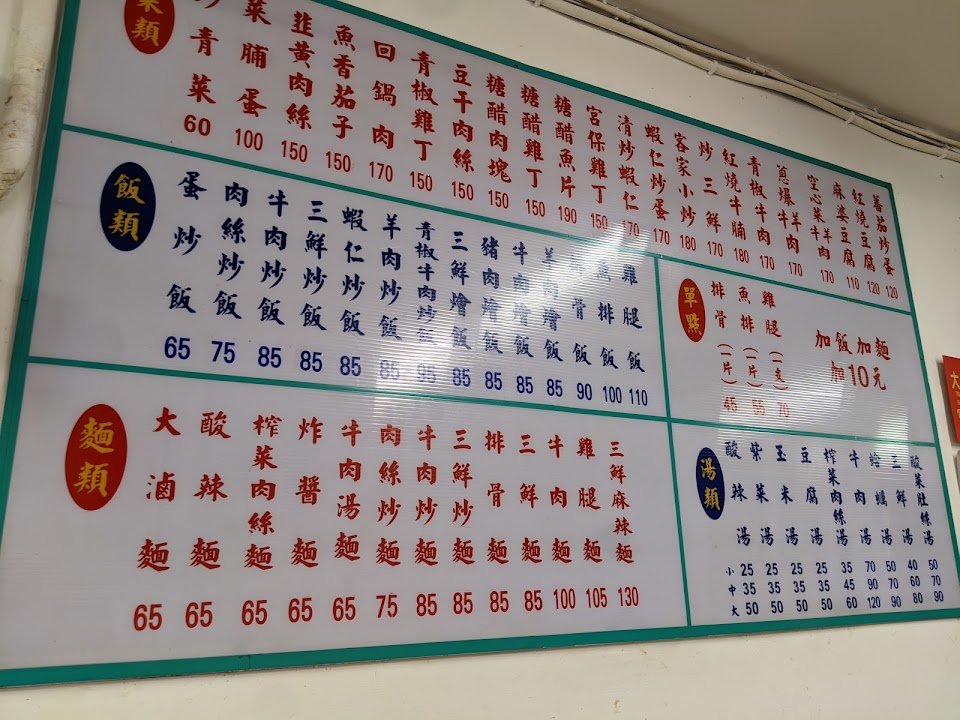 菜類
炒青菜 60
菜脯蛋 100
韭黃肉絲 150
魚香茄子 150
回鍋肉 170
青椒雞丁 150
豆干肉絲 150
糖醋肉塊 150
糖醋雞丁 150
糖醋魚片 190
宮保雞丁 150
清炒蝦仁 170
蝦仁炒蛋 170
客家小炒 180
炒三鮮 170
紅燒牛腩 180
青椒牛肉 170
蔥爆牛羊肉 170
空心菜牛羊肉 170
麻婆豆腐 110
紅燒豆腐 120
蕃茄炒蛋 120
飯類
蛋炒飯 65
肉絲炒飯 75
牛肉炒飯 85
三鮮炒飯 85
蝦仁炒飯 85
羊肉炒飯 85
青椒牛肉炒飯 95
三鮮燴飯 85
豬肉燴飯 85
牛肉燴飯 85
羊肉燴飯 85
排骨飯 90
魚排飯 100
雞腿飯 110
單點
排骨(一片) 45
魚排(一片) 55
雞腿(一支) 70
加飯加麵
加10元
麵類
大滷麵 65
酸辣麵 65
榨菜肉絲麵 65
炸醬麵 65
牛肉湯麵 65
肉絲炒麵 75
牛肉炒麵 85
三鮮炒麵 85
排骨麵 85
三鮮麵 85
牛肉麵 100
雞腿麵 105
三鮮麻辣麵 130
湯類
酸辣湯 紫菜湯 玉米湯 豆腐湯 榨菜肉絲湯 牛肉湯 蛤蠣湯 三鮮湯 酸菜肚絲湯
小 25 25 25 25 35 70 50 40 50
中 35 35 35 35 45 90 70 60 70
大 50 50 50 50 60 120 90 80 90
大